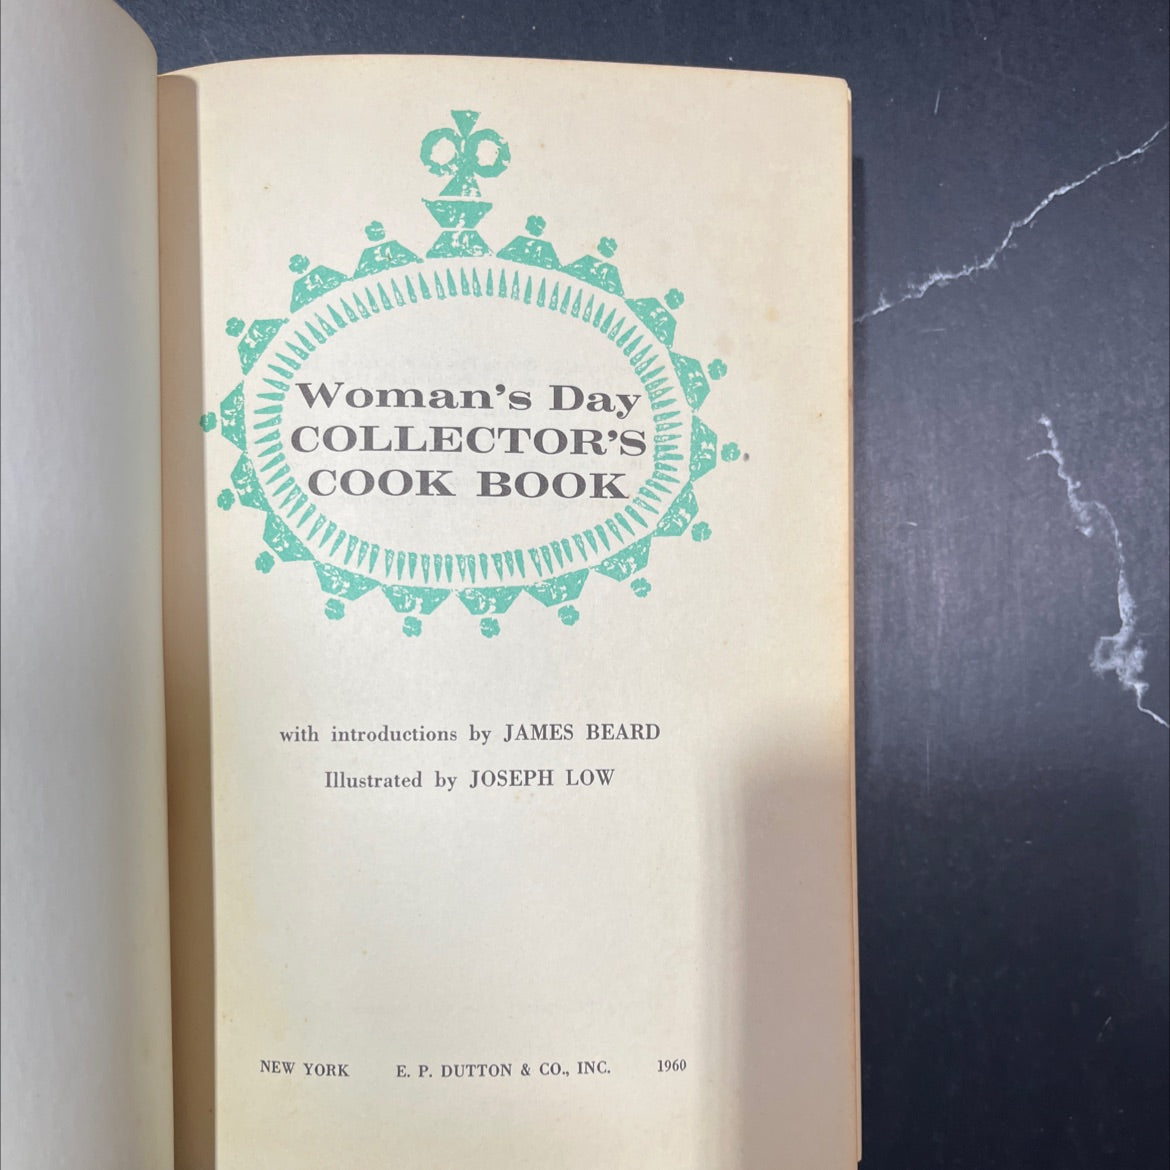 Woman's Day
COLLECTOR'S
COOK BOOK
with introductions by JAMES BEARD
Illustrated by JOSEPH LOW
NEW YORK E. P. DUTTON & CO., INC. 1960